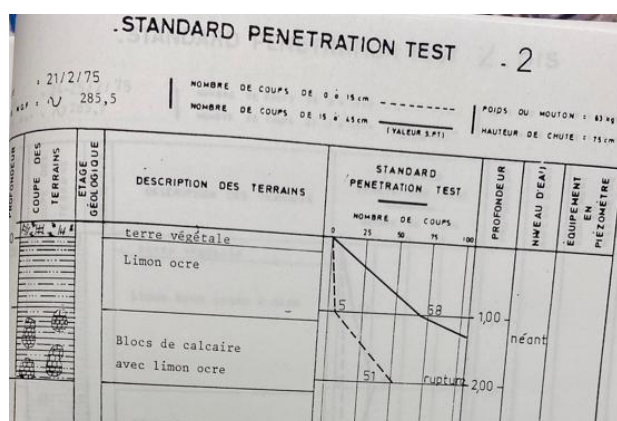 STANDARD PENETRATION TEST - 2
: 21/2/75
NGF : ~ 285,5
NOMBRE DE COUPS DE 0 à 15 cm
NOMBRE DE COUPS DE 15 à 45 cm
(VALEUR S.P.T)
POIDS DU MOUTON : 63 kg
HAUTEUR DE CHUTE : 75 cm
PROFONDEUR
COUPE DES TERRAINS
ETAGE GÉOLOGIQUE
DESCRIPTION DES TERRAINS
STANDARD PENETRATION TEST
NOMBRE DE COUPS
0 25 50 75 100
PROFONDEUR
NIVEAU D'EAU
EQUIPEMENT EN PIÉZOMÈTRE
terre végétale
Limon ocre
5 68 1,00
néant
Blocs de calcaire
avec limon ocre
51 rupture 2,00